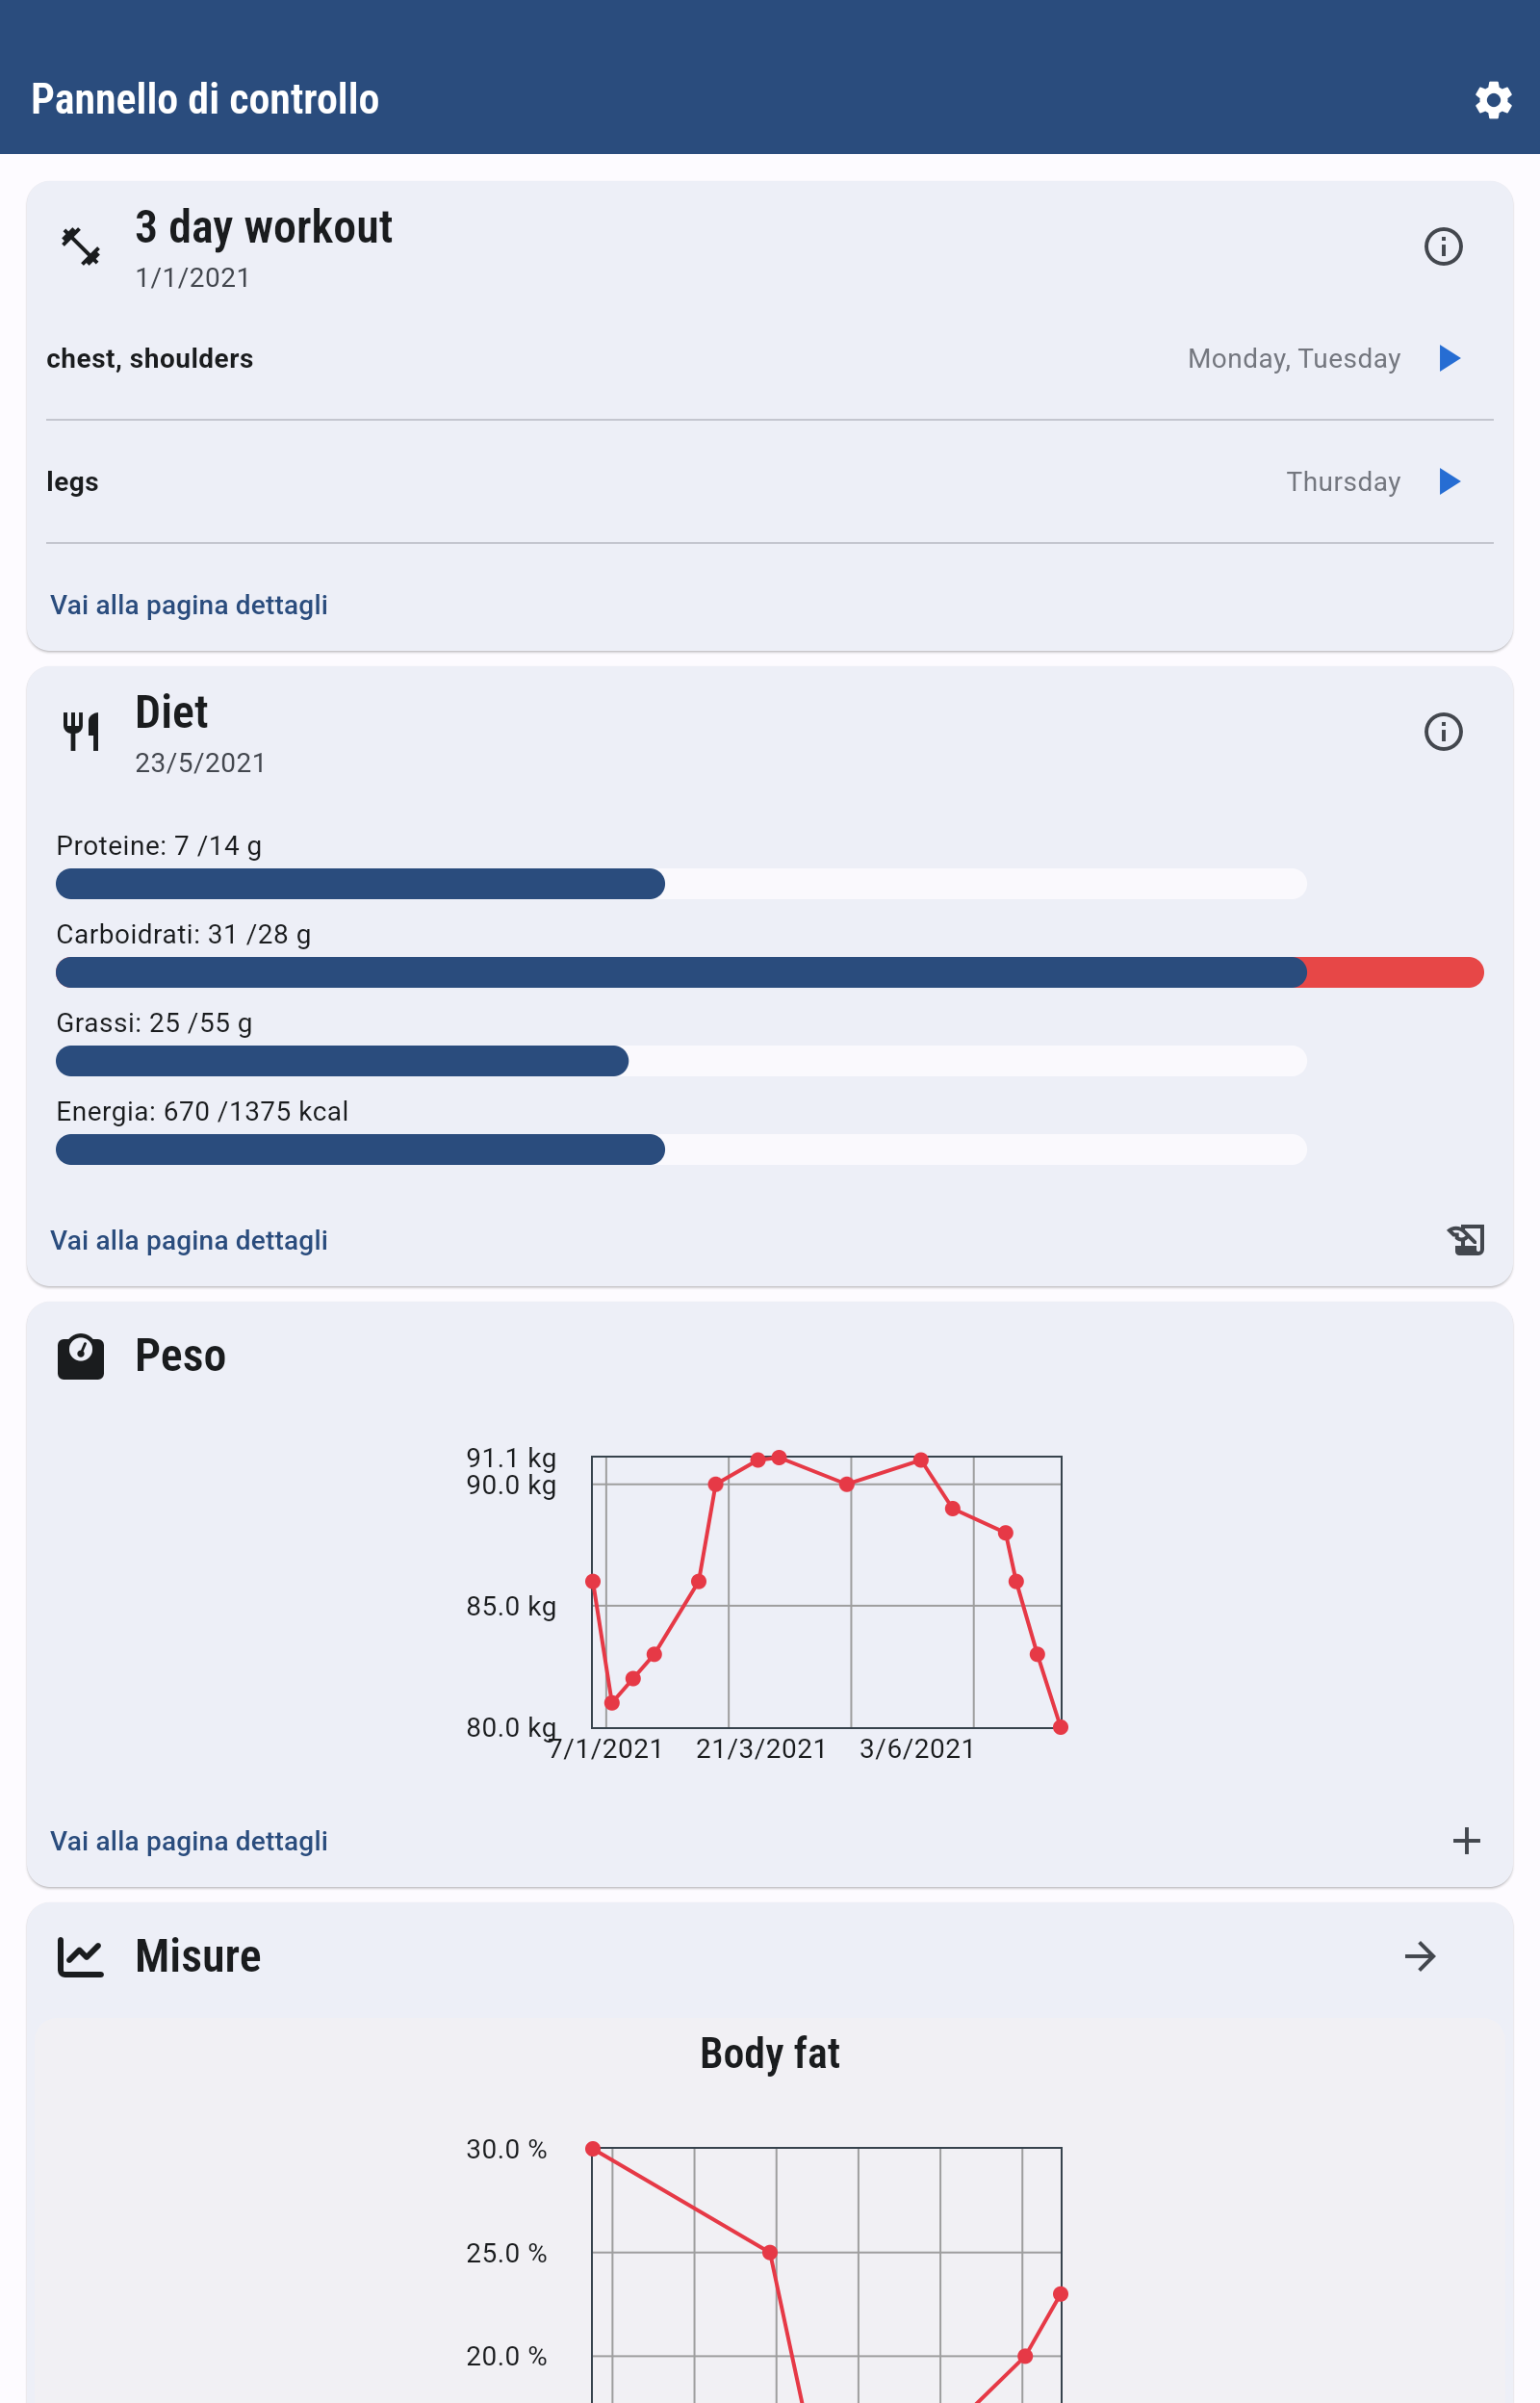 Pannello di controllo
3 day workout
1/1/2021
chest, shoulders Monday, Tuesday
legs Thursday
Vai alla pagina dettagli
Diet
23/5/2021
Proteine: 7 /14 g
Carboidrati: 31 /28 g
Grassi: 25 /55 g
Energia: 670 /1375 kcal
Vai alla pagina dettagli
Peso
91.1 kg
90.0 kg
85.0 kg
80.0 kg
7/1/2021 21/3/2021 3/6/2021
Vai alla pagina dettagli
Misure
Body fat
30.0 %
25.0 %
20.0 %